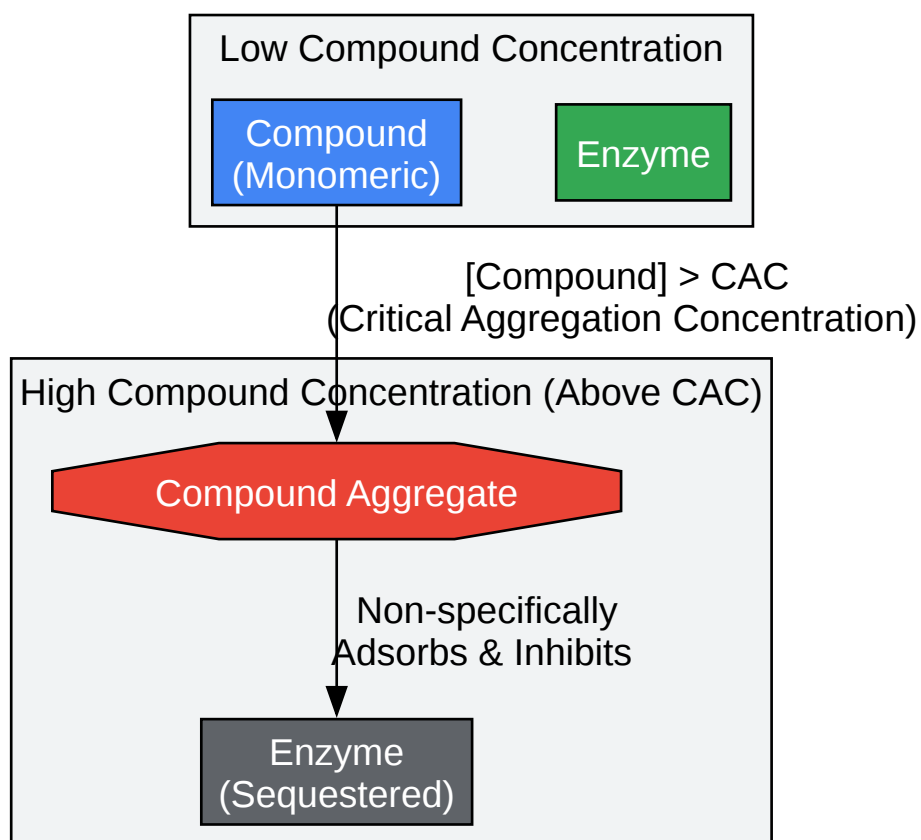 Low Compound Concentration
Compound
(Monomeric)
Enzyme
[Compound] > CAC
(Critical Aggregation Concentration)
High Compound Concentration (Above CAC)
Compound Aggregate
Non-specifically
Adsorbs & Inhibits
Enzyme
(Sequestered)